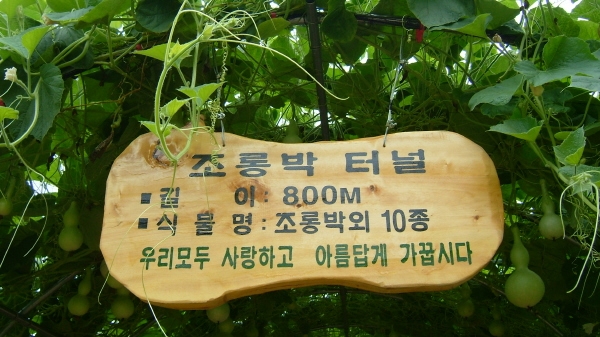 조롱박 터널
▪길 이 : 800M
▪식 물 명 : 조롱박외 10종
우리모두 사랑하고 아름답게 가꿉시다